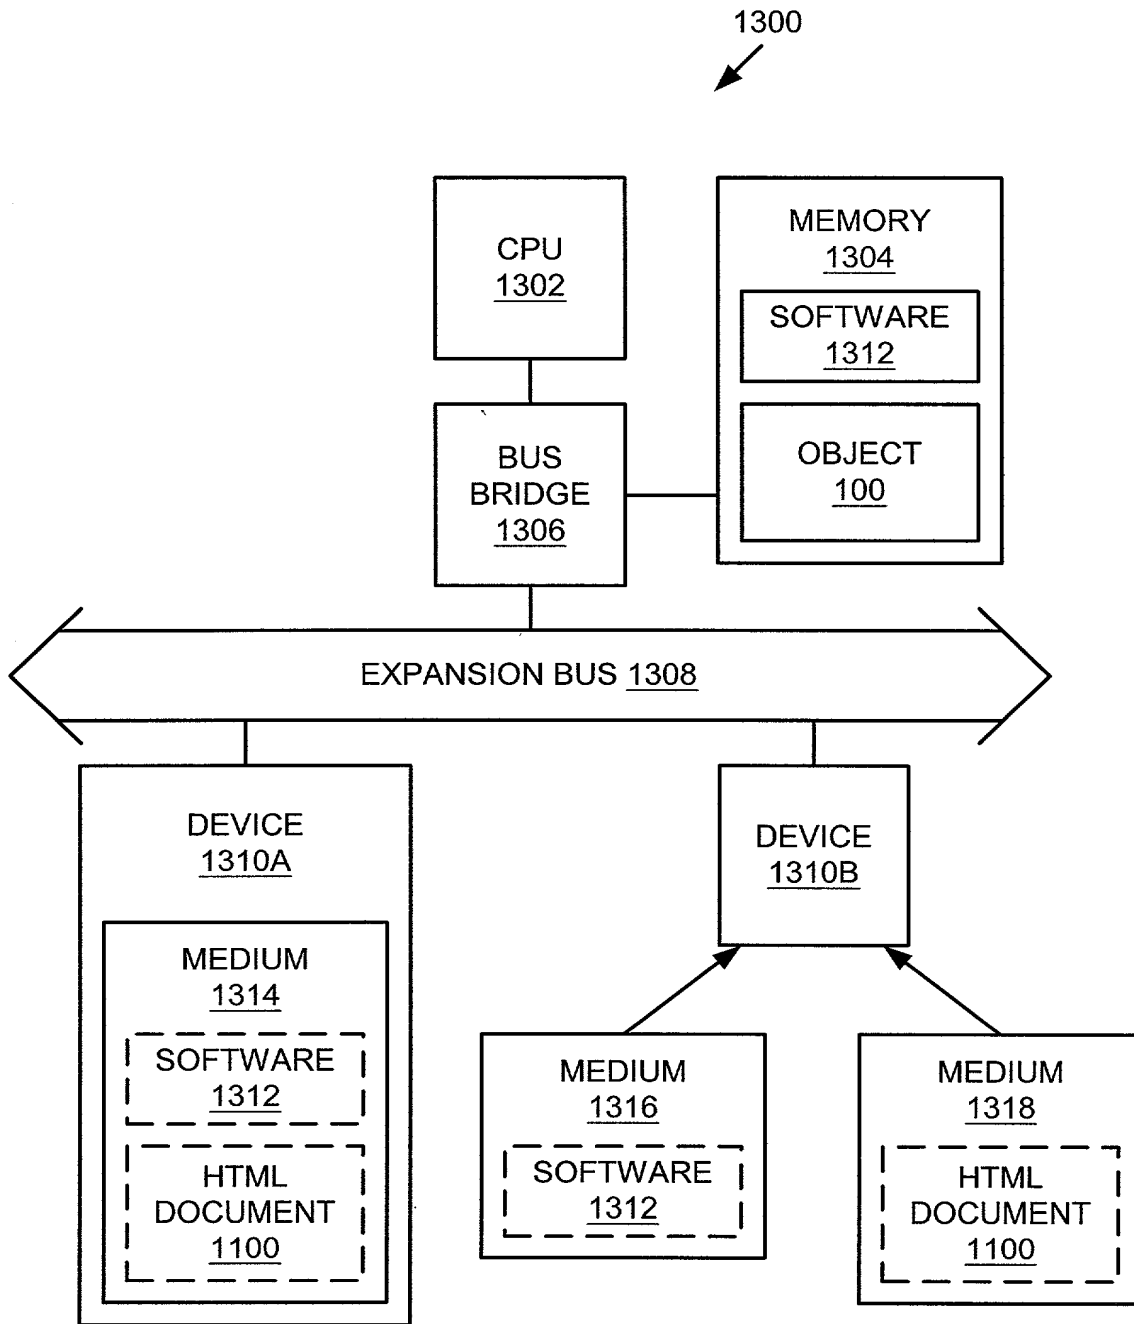 1300
CPU
1302
MEMORY
1304
SOFTWARE
1312
OBJECT
100
BUS
BRIDGE
1306
EXPANSION BUS 1308
DEVICE
1310A
MEDIUM
1314
SOFTWARE
1312
HTML
DOCUMENT
1100
DEVICE
1310B
MEDIUM
1316
SOFTWARE
1312
MEDIUM
1318
HTML
DOCUMENT
1100